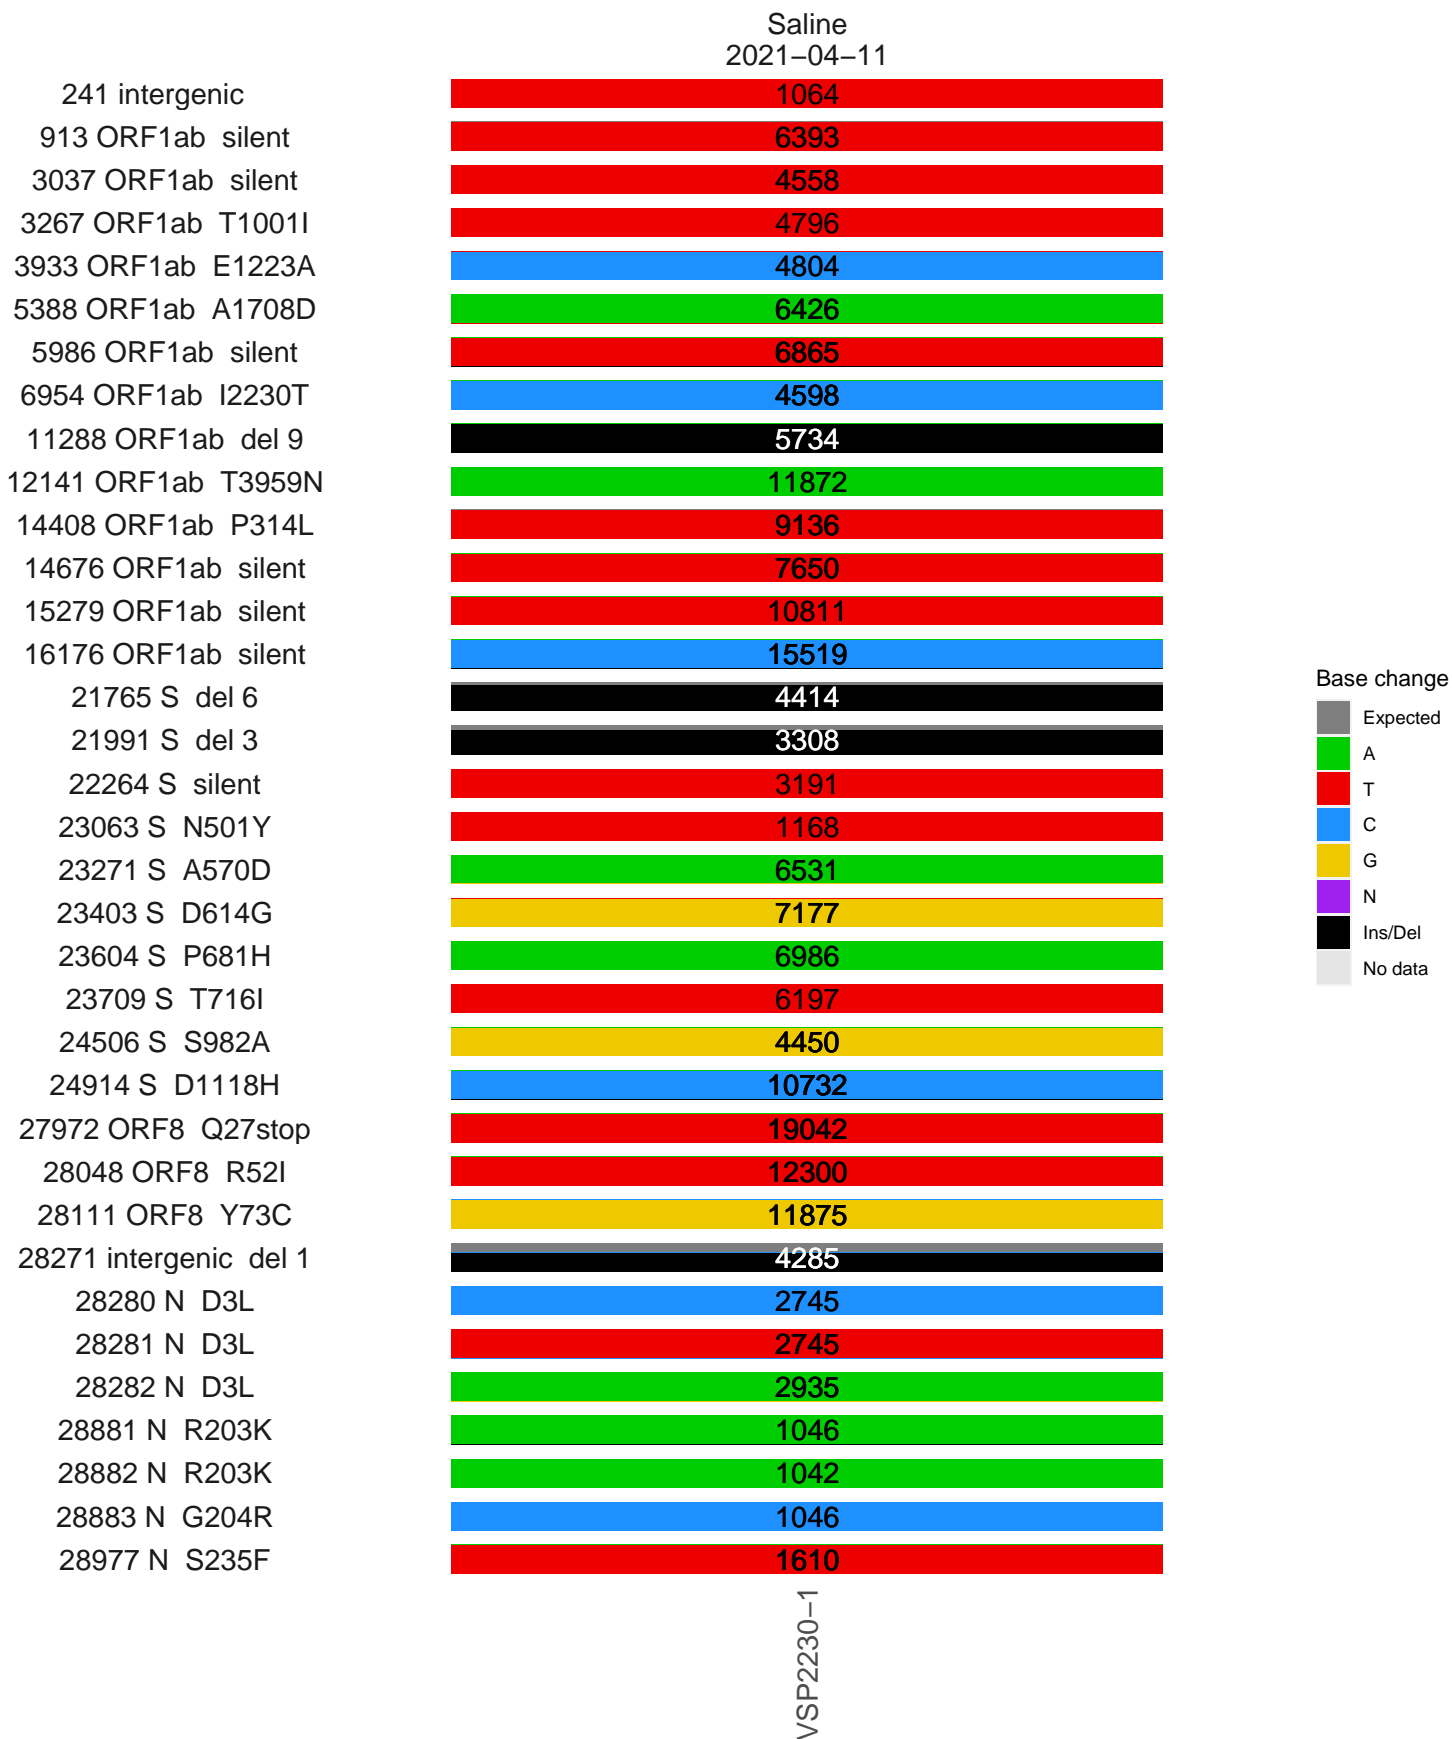 Saline
2021−04−11
241 intergenic 1064
913 ORF1ab silent 6393
3037 ORF1ab silent 4558
3267 ORF1ab T1001I 4796
3933 ORF1ab E1223A 4804
5388 ORF1ab A1708D 6426
5986 ORF1ab silent 6865
6954 ORF1ab I2230T 4598
11288 ORF1ab del 9 5734
12141 ORF1ab T3959N 11872
14408 ORF1ab P314L 9136
14676 ORF1ab silent 7650
15279 ORF1ab silent 10811
16176 ORF1ab silent 15519
21765 S del 6 4414
21991 S del 3 3308
22264 S silent 3191
23063 S N501Y 1168
23271 S A570D 6531
23403 S D614G 7177
23604 S P681H 6986
23709 S T716I 6197
24506 S S982A 4450
24914 S D1118H 10732
27972 ORF8 Q27stop 19042
28048 ORF8 R52I 12300
28111 ORF8 Y73C 11875
28271 intergenic del 1 4285
28280 N D3L 2745
28281 N D3L 2745
28282 N D3L 2935
28881 N R203K 1046
28882 N R203K 1042
28883 N G204R 1046
28977 N S235F 1610
VSP2230−1
Base change
Expected
A
T
C
G
N
Ins/Del
No data